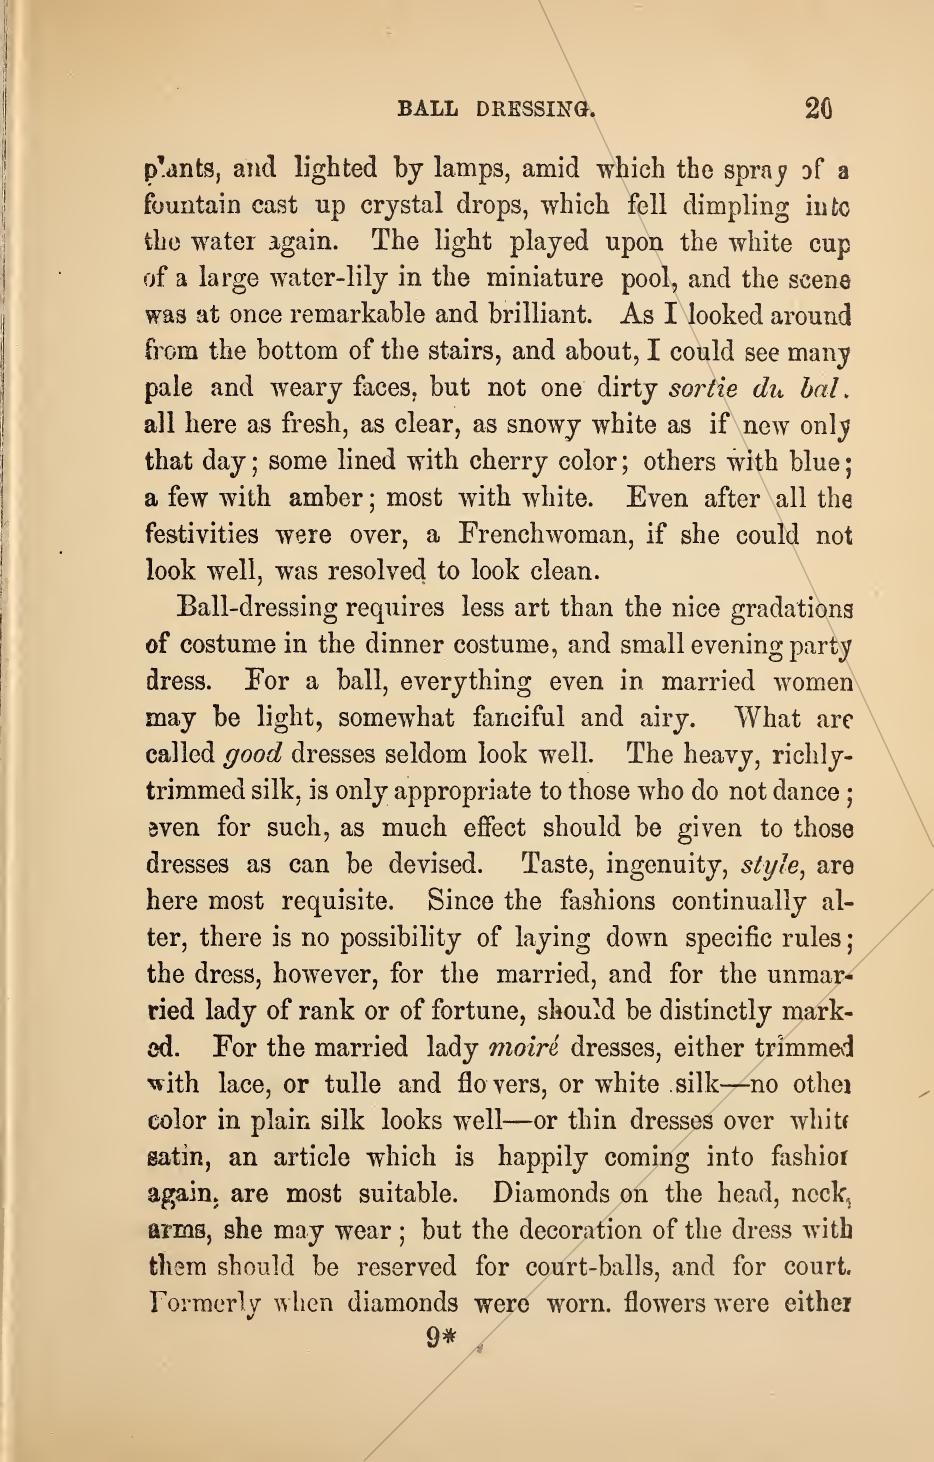 BALL DRESSING. 20
plants, and lighted by lamps, amid which the spray of a
fountain cast up crystal drops, which fell dimpling into
the water again. The light played upon the white cup
of a large water-lily in the miniature pool, and the scene
was at once remarkable and brilliant. As I looked around
from the bottom of the stairs, and about, I could see many
pale and weary faces, but not one dirty sortie du bal.
all here as fresh, as clear, as snowy white as if new only
that day; some lined with cherry color; others with blue;
a few with amber; most with white. Even after all the
festivities were over, a Frenchwoman, if she could not
look well, was resolved to look clean.
Ball-dressing requires less art than the nice gradations
of costume in the dinner costume, and small evening party
dress. For a ball, everything even in married women
may be light, somewhat fanciful and airy. What are
called good dresses seldom look well. The heavy, richly-
trimmed silk, is only appropriate to those who do not dance;
even for such, as much effect should be given to those
dresses as can be devised. Taste, ingenuity, style, are
here most requisite. Since the fashions continually al-
ter, there is no possibility of laying down specific rules;
the dress, however, for the married, and for the unmar-
ried lady of rank or of fortune, should be distinctly mark-
ed. For the married lady moiré dresses, either trimmed
with lace, or tulle and flowers, or white silk—no other
color in plain silk looks well—or thin dresses over white
satin, an article which is happily coming into fashion
again, are most suitable. Diamonds on the head, neck,
arms, she may wear; but the decoration of the dress with
them should be reserved for court-balls, and for court.
Formerly when diamonds were worn. flowers were either
9*